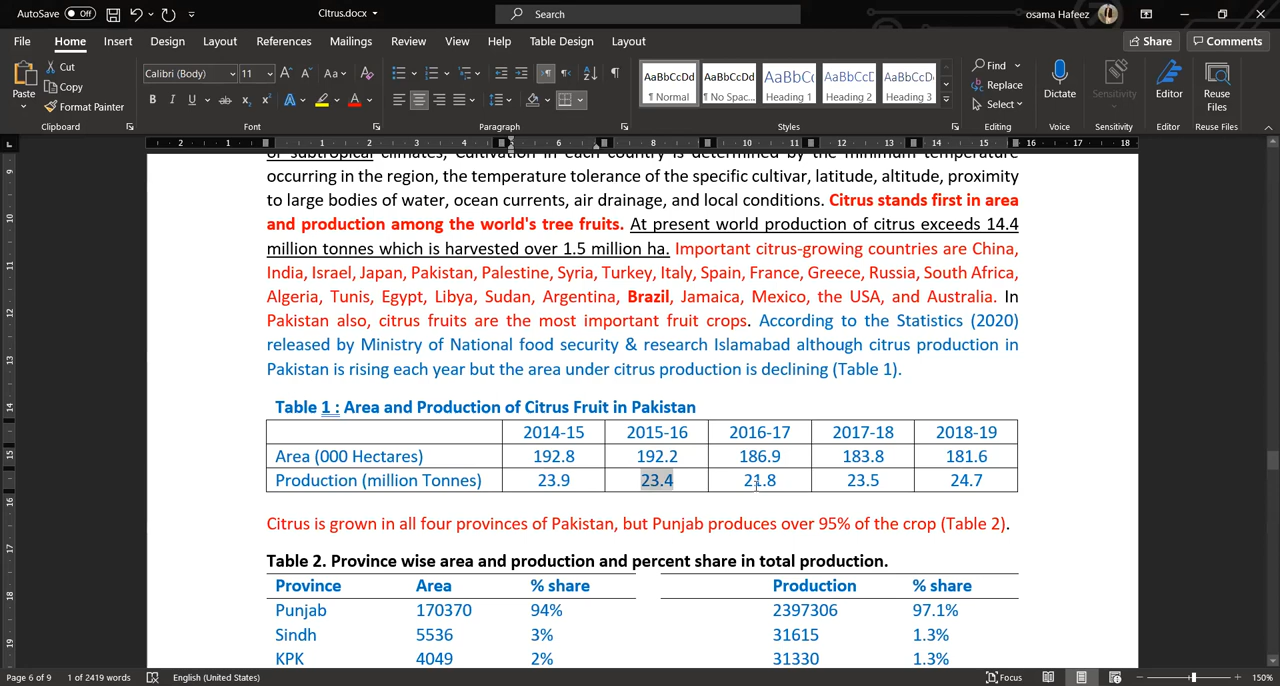 AutoSave Off Citrus.docx Search osama Hafeez
File Home Insert Draw Design Layout References Mailings Review View Help Table Design Layout Share Comments
Cut
Copy
Format Painter
Paste
Calibri (Body) 11
AaBbCcDd AaBbCcDd AaBbC AaBbCcE AaBbCcD
¶ Normal ¶ No Spac... Heading 1 Heading 2 Heading 3
Find
Replace
Select
Dictate Sensitivity Editor Reuse Files
Clipboard Font Paragraph Styles Editing Voice Sensitivity Editor Reuse Files
of subtropical climates, Cultivation in each country is determined by the minimum temperature
occurring in the region, the temperature tolerance of the specific cultivar, latitude, altitude, proximity
to large bodies of water, ocean currents, air drainage, and local conditions. Citrus stands first in area
and production among the world's tree fruits. At present world production of citrus exceeds 14.4
million tonnes which is harvested over 1.5 million ha. Important citrus-growing countries are China,
India, Israel, Japan, Pakistan, Palestine, Syria, Turkey, Italy, Spain, France, Greece, Russia, South Africa,
Algeria, Tunis, Egypt, Libya, Sudan, Argentina, Brazil, Jamaica, Mexico, the USA, and Australia. In
Pakistan also, citrus fruits are the most important fruit crops. According to the Statistics (2020)
released by Ministry of National food security & research Islamabad although citrus production in
Pakistan is rising each year but the area under citrus production is declining (Table 1).
Table 1 : Area and Production of Citrus Fruit in Pakistan
2014-15 2015-16 2016-17 2017-18 2018-19
Area (000 Hectares) 192.8 192.2 186.9 183.8 181.6
Production (million Tonnes) 23.9 23.4 21.8 23.5 24.7
Citrus is grown in all four provinces of Pakistan, but Punjab produces over 95% of the crop (Table 2).
Table 2. Province wise area and production and percent share in total production.
Province Area % share Production % share
Punjab 170370 94% 2397306 97.1%
Sindh 5536 3% 31615 1.3%
KPK 4049 2% 31330 1.3%
Page 6 of 9 1 of 2419 words English (United States) Focus 150%